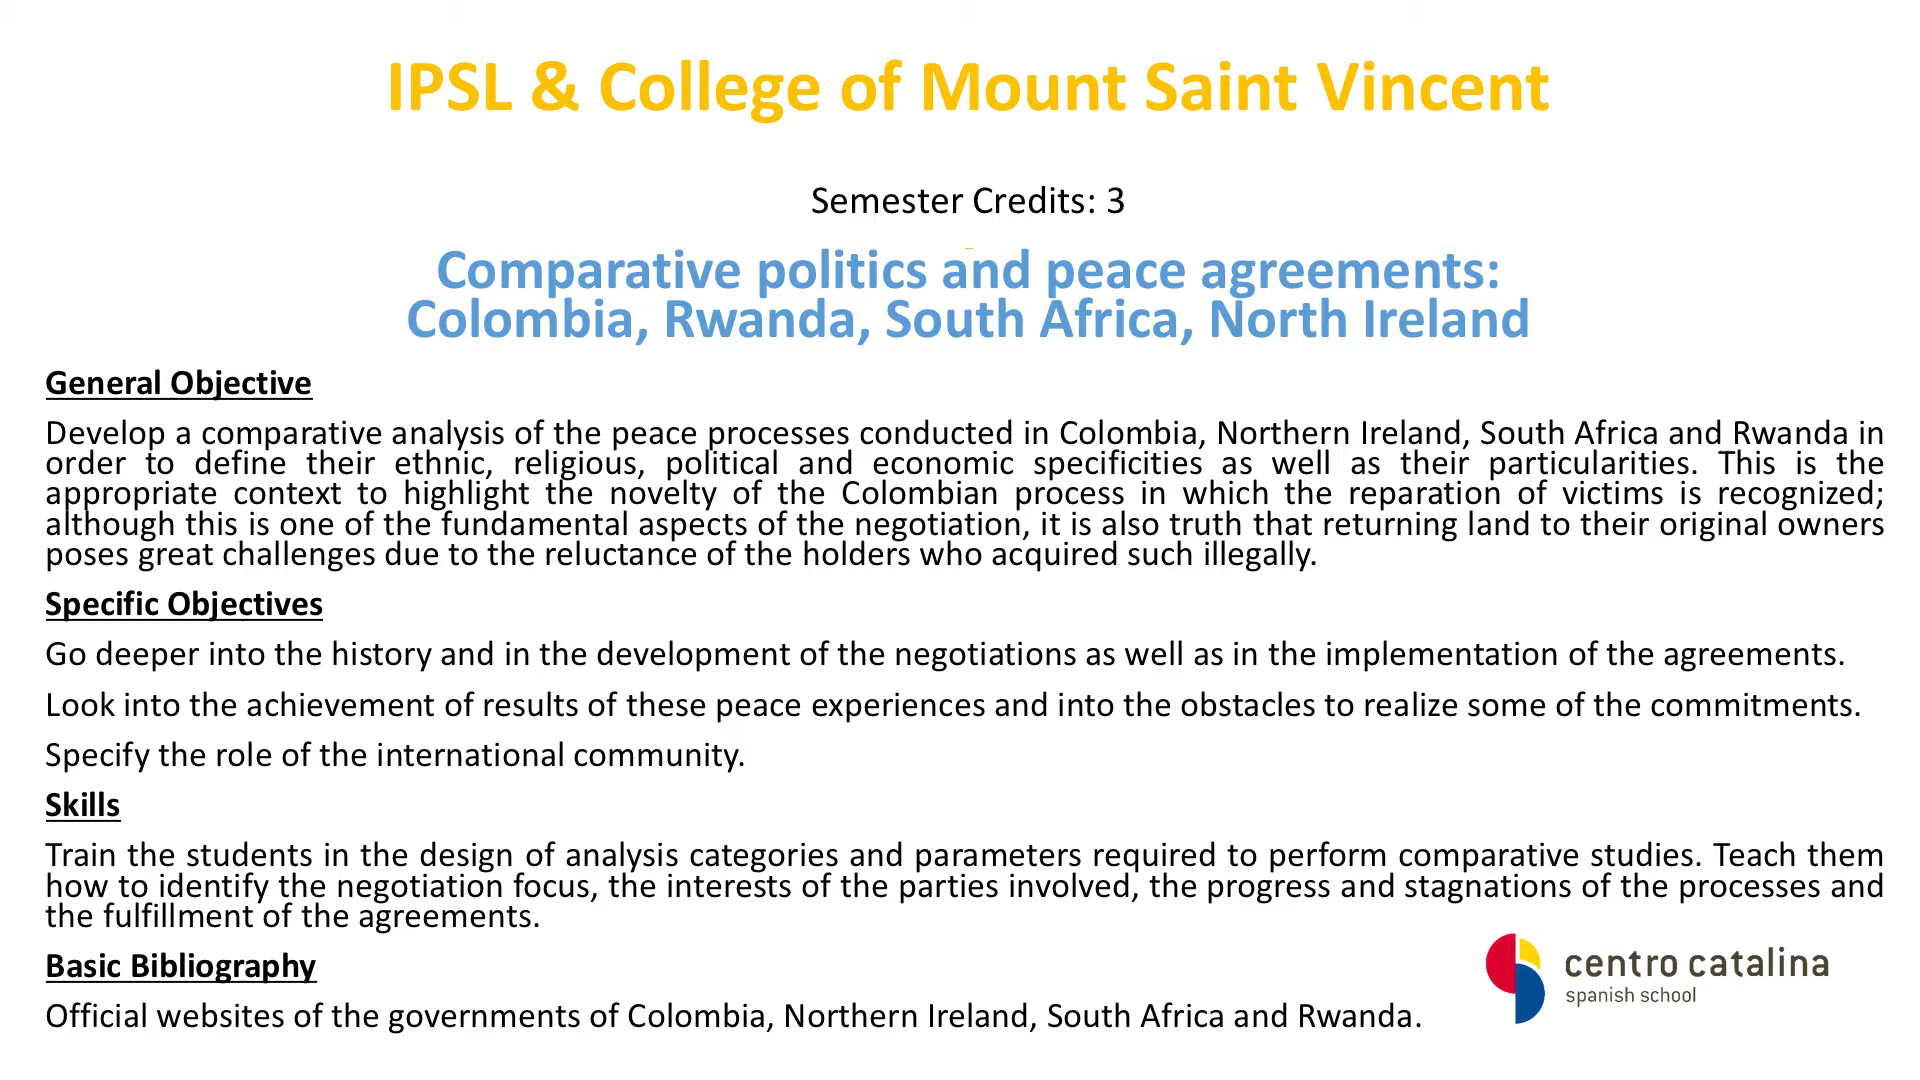 IPSL & College of Mount Saint Vincent
Semester Credits: 3
Comparative politics and peace agreements:
Colombia, Rwanda, South Africa, North Ireland
General Objective
Develop a comparative analysis of the peace processes conducted in Colombia, Northern Ireland, South Africa and Rwanda in
order to define their ethnic, religious, political and economic specificities as well as their particularities. This is the
appropriate context to highlight the novelty of the Colombian process in which the reparation of victims is recognized;
although this is one of the fundamental aspects of the negotiation, it is also truth that returning land to their original owners
poses great challenges due to the reluctance of the holders who acquired such illegally.
Specific Objectives
Go deeper into the history and in the development of the negotiations as well as in the implementation of the agreements.
Look into the achievement of results of these peace experiences and into the obstacles to realize some of the commitments.
Specify the role of the international community.
Skills
Train the students in the design of analysis categories and parameters required to perform comparative studies. Teach them
how to identify the negotiation focus, the interests of the parties involved, the progress and stagnations of the processes and
the fulfillment of the agreements.
Basic Bibliography
Official websites of the governments of Colombia, Northern Ireland, South Africa and Rwanda.
centro catalina
spanish school